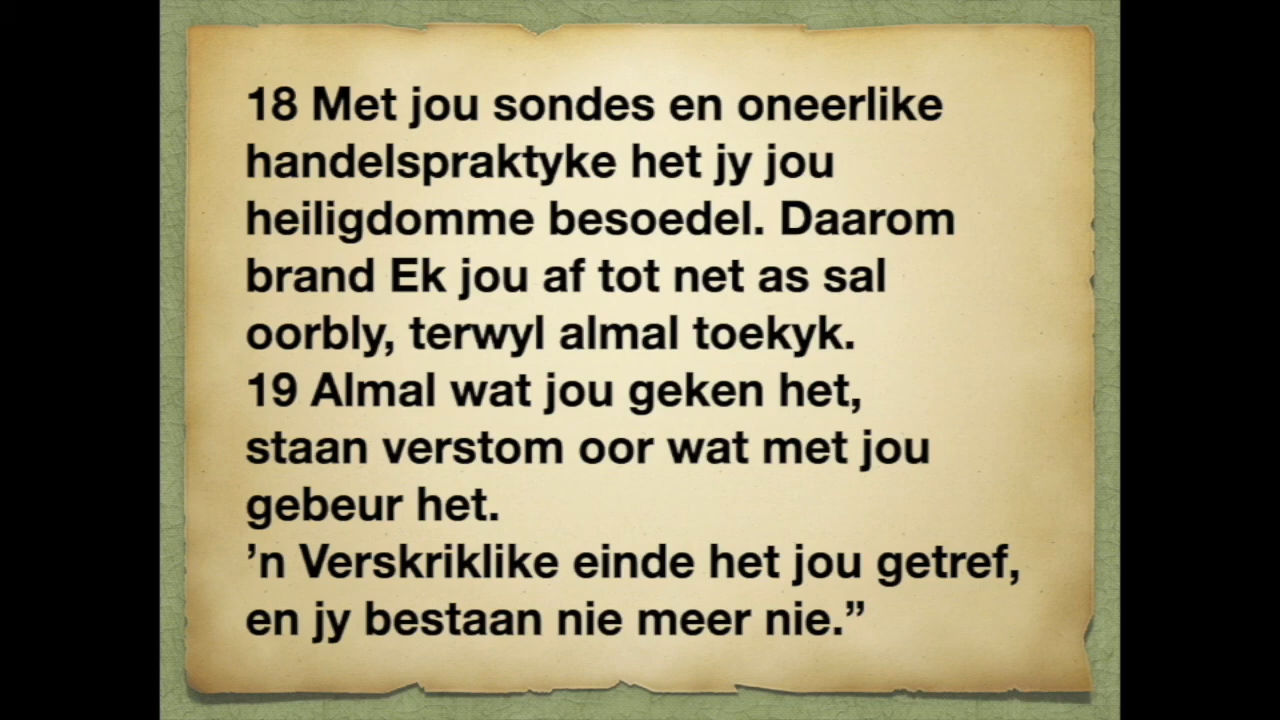 18 Met jou sondes en oneerlike
handelspraktyke het jy jou
heiligdomme besoedel. Daarom
brand Ek jou af tot net as sal
oorbly, terwyl almal toekyk.
19 Almal wat jou geken het,
staan verstom oor wat met jou
gebeur het.
’n Verskriklike einde het jou getref,
en jy bestaan nie meer nie.”